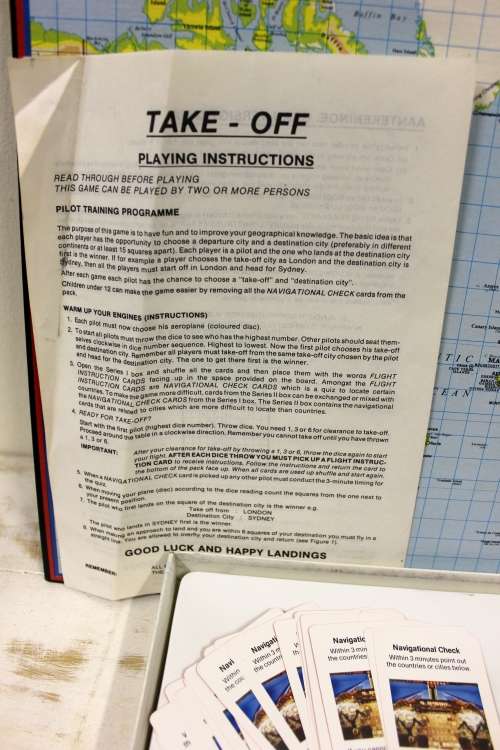 Baffin Bay
TAKE - OFF
PLAYING INSTRUCTIONS
READ THROUGH BEFORE PLAYING
THIS GAME CAN BE PLAYED BY TWO OR MORE PERSONS
PILOT TRAINING PROGRAMME
The purpose of this game is to have fun and to improve your geographical knowledge. The basic idea is that
each player has the opportunity to choose a departure city and a destination city (preferably in different
continents or at least 15 squares apart). Each player is a pilot and the one who lands at the destination city
first is the winner. If for example a player chooses the take-off city as London and the destination city is
Sydney, then all the players must start off in London and head for Sydney.
After each game each pilot has the chance to choose a "take-off" and "destination city".
Children under 12 can make the game easier by removing all the NAVIGATIONAL CHECK cards from the
pack.
WARM UP YOUR ENGINES (INSTRUCTIONS)
1. Each pilot must now choose his aeroplane (coloured disc).
2. To start all pilots must throw the dice to see who has the highest number. Other pilots should seat them-
selves clockwise in dice number sequence. Highest to lowest. Now the first pilot chooses his take-off
and destination city. Remember all players must take-off from the same take-off city chosen by the pilot
and head for the destination city. The one to get there first is the winner.
3. Open the Series I box and shuffle all the cards and then place them with the words FLIGHT
INSTRUCTION CARDS facing up in the space provided on the board. Amongst the FLIGHT
INSTRUCTION CARDS are NAVIGATIONAL CHECK CARDS which is a quiz to locate certain
countries. To make the game more difficult, cards from the Series II box can be exchanged or mixed with
the NAVIGATIONAL CHECK CARDS from the Series I box. The Series II box contains the navigational
cards that are related to cities which are more difficult to locate than countries.
4. READY FOR TAKE-OFF?
Start with the first pilot (highest dice number). Throw dice. You need 1, 3 or 6 for clearance to take-off.
Proceed around the table in a clockwise direction. Remember you cannot take off until you have thrown
a 1, 3 or 6.
IMPORTANT: After your clearance for take-off by throwing a 1, 3 or 6, throw the dice again to start
your flight. AFTER EACH DICE THROW YOU MUST PICK UP A FLIGHT INSTRUC-
TION CARD to receive instructions. Follow the instructions and return the card to
the bottom of the pack face up. When all cards are used up shuffle and start again.
5. When a NAVIGATIONAL CHECK card is picked up any other pilot must conduct the 3-minute timing for
the quiz.
6. When moving your plane (disc) according to the dice reading count the squares from the one next to
your present position.
7. The pilot who first lands on the square of the destination city is the winner e.g.
Take off from : LONDON
Destination City : SYDNEY
The pilot who lands in SYDNEY first is the winner.
8. When making an approach to land and you are within 6 squares of your destination you must fly in a
straight line. You are allowed to overfly your destination city and return (see Figure 1).
GOOD LUCK AND HAPPY LANDINGS
REMEMBER: ALL
THE
TIC
Navi
Within
the co
Navigati
Within 3
the
Navigatic
Within 3 min
the countries
Navigational Check
Within 3 minutes point out
the countries or cities below.